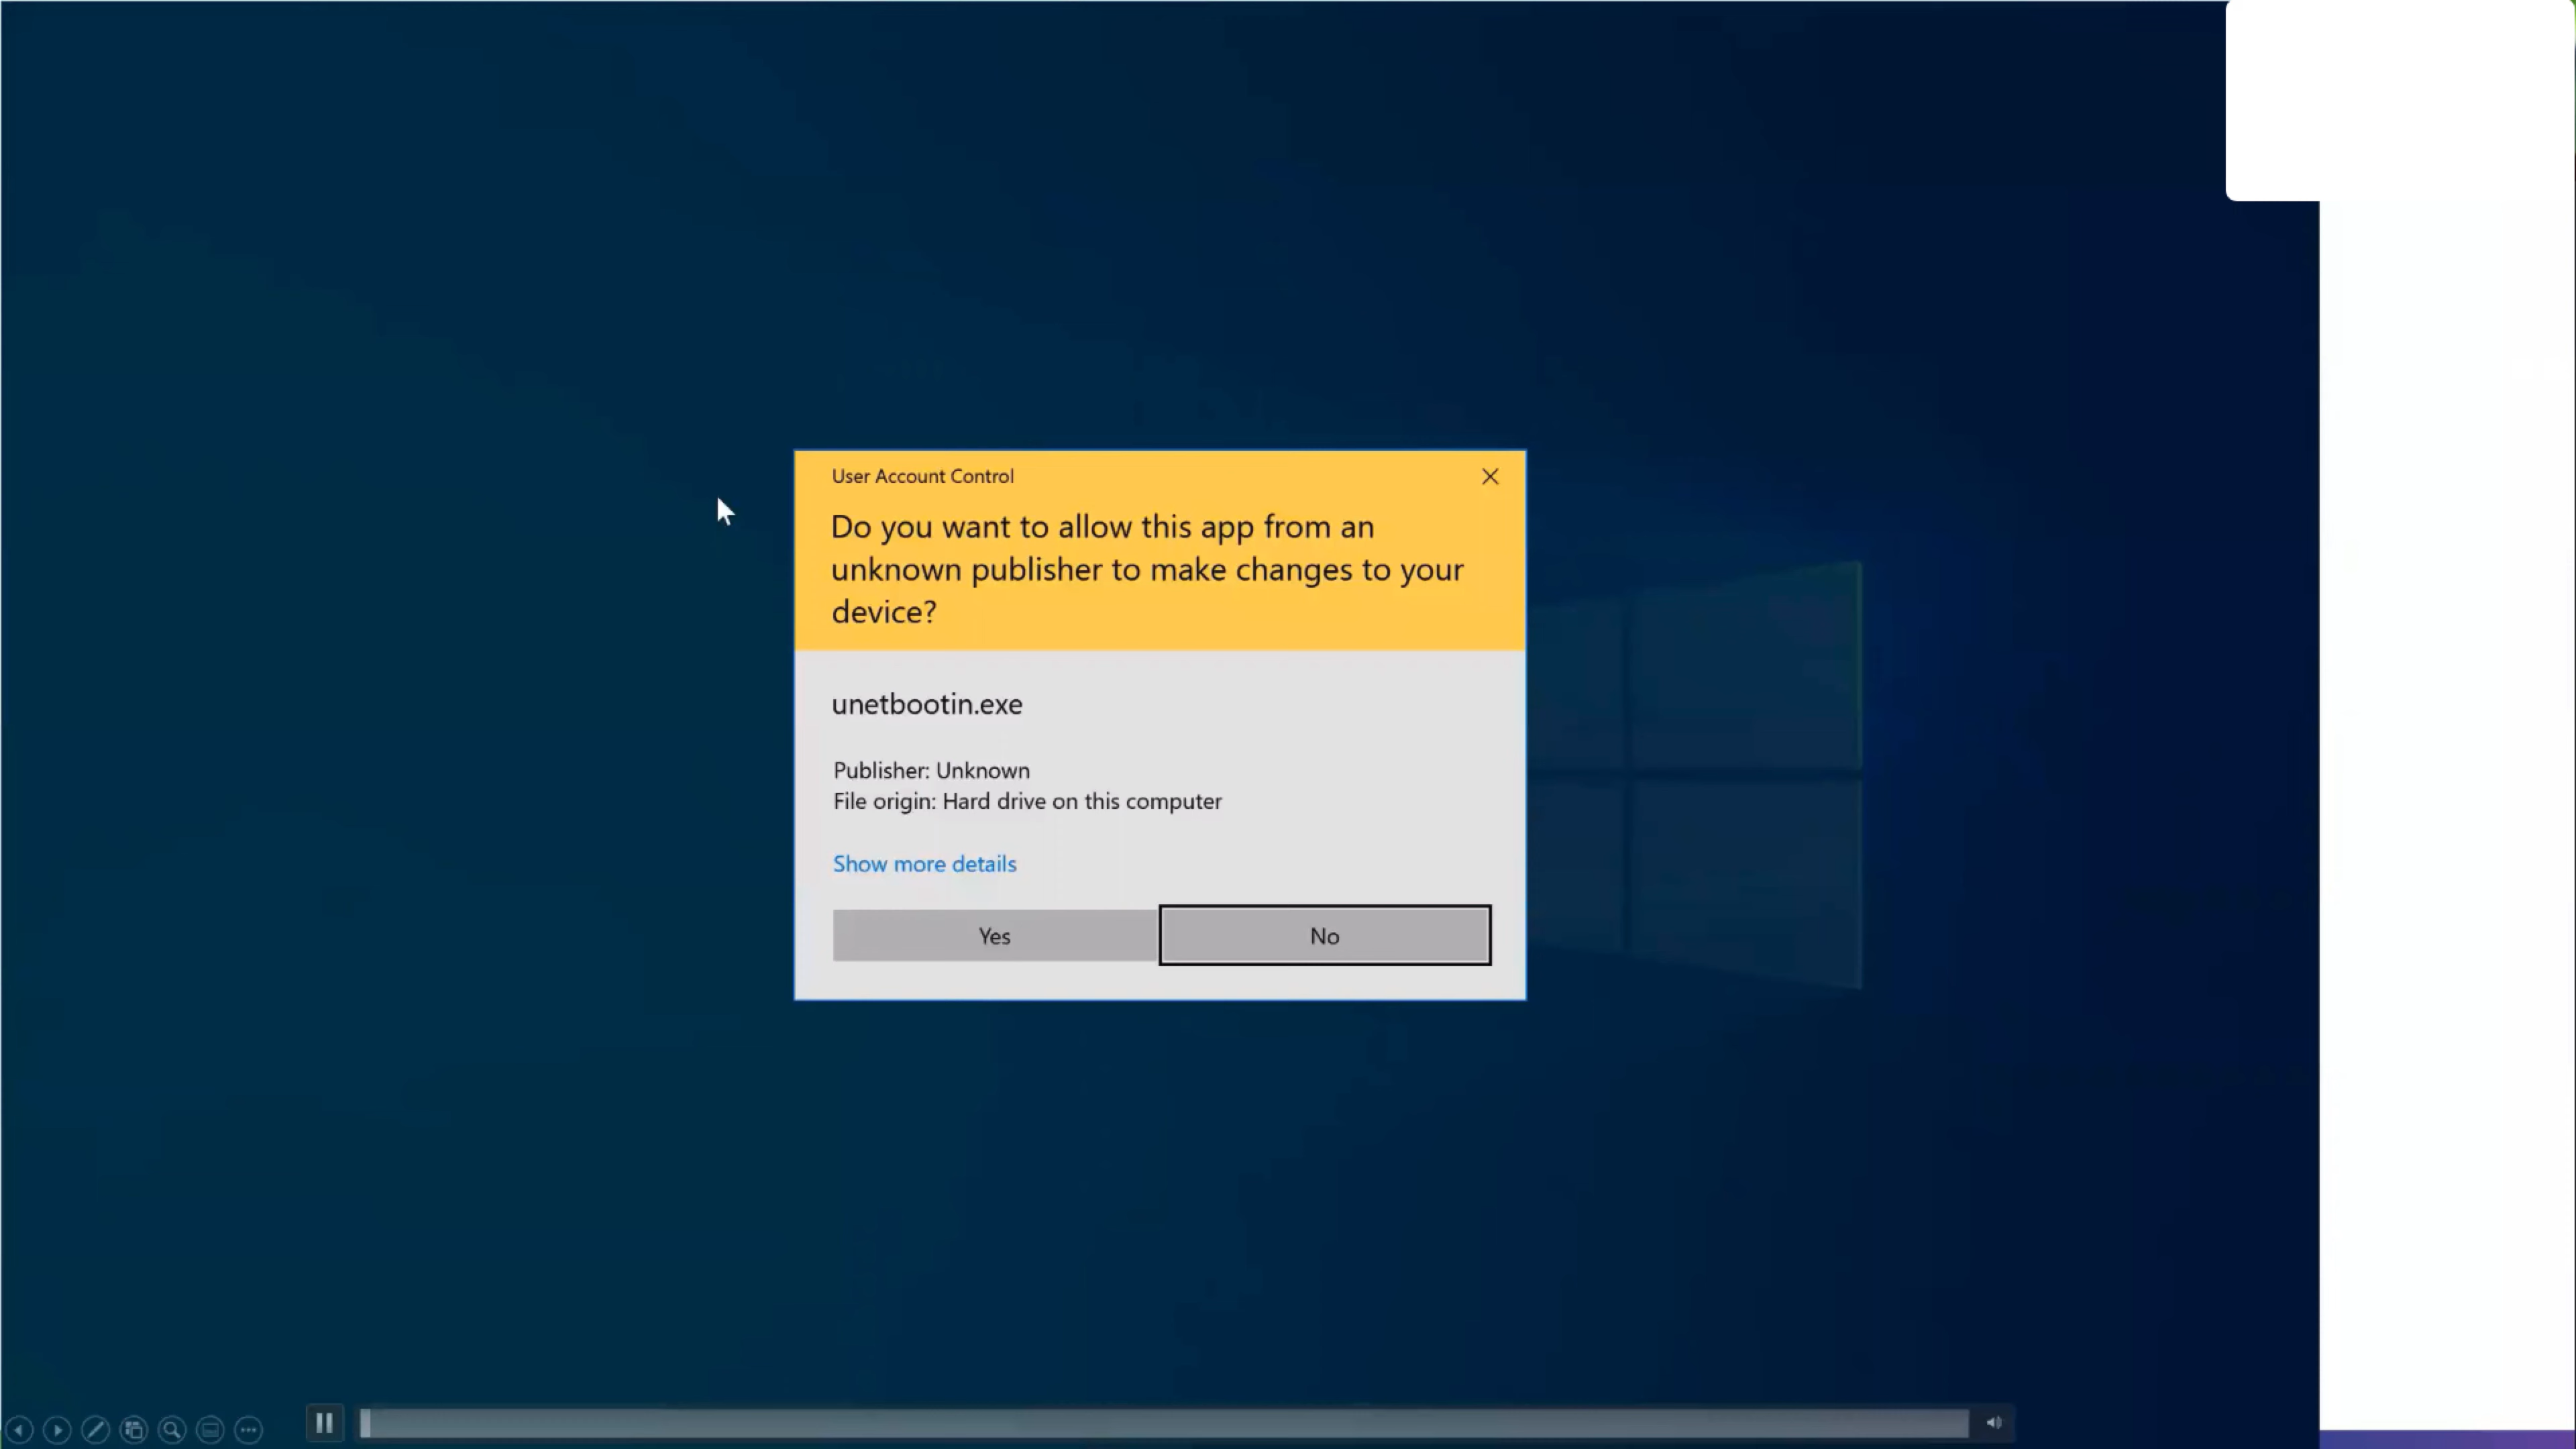 User Account Control
Do you want to allow this app from an
unknown publisher to make changes to your
device?
unetbootin.exe
Publisher: Unknown
File origin: Hard drive on this computer
Show more details
Yes
No